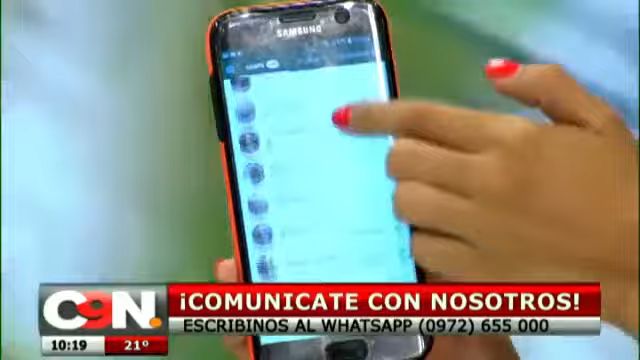 SAMSUNG
C9N.
¡COMUNICATE CON NOSOTROS!
ESCRIBINOS AL WHATSAPP (0972) 655 000
10:19 21°